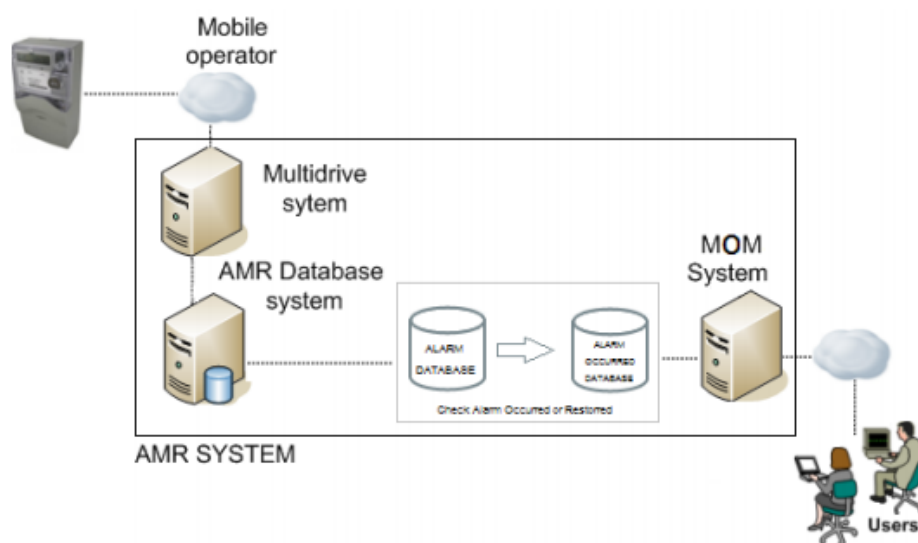 Mobile
operator
Multidrive
sytem
AMR Database
system
MOM
System
ALARM
DATABASE
ALARM
OCCURRED
DATABASE
Check Alarm Occurred or Restorred
AMR SYSTEM
Users